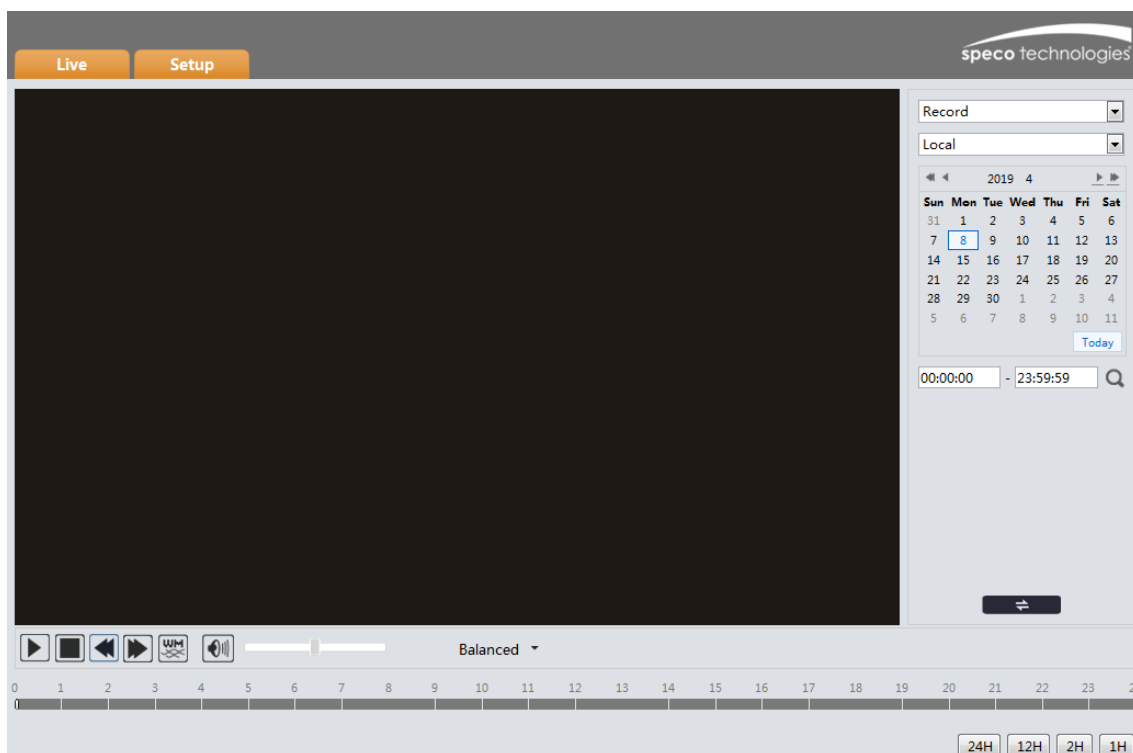 speco technologies
Live Setup
Record
Local
2019 4
Sun Mon Tue Wed Thu Fri Sat
31 1 2 3 4 5 6
7 8 9 10 11 12 13
14 15 16 17 18 19 20
21 22 23 24 25 26 27
28 29 30 1 2 3 4
5 6 7 8 9 10 11
Today
00:00:00 - 23:59:59
WM
Balanced
0 1 2 3 4 5 6 7 8 9 10 11 12 13 14 15 16 17 18 19 20 21 22 23
24H 12H 2H 1H